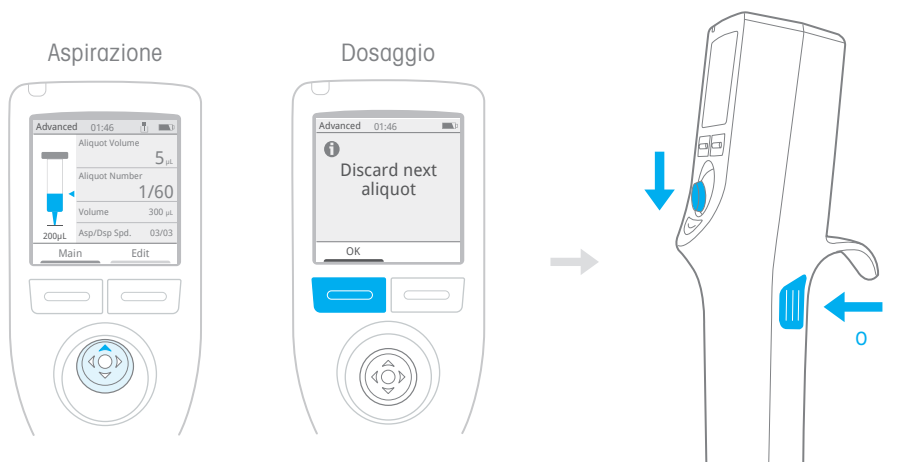 Aspirazione
Advanced 01:46
Aliquot Volume
5 µL
Aliquot Number
1/60
Volume 300 µL
200µL Asp/Dsp Spd. 03/03
Main Edit
Dosaggio
Advanced 01:46
Discard next
aliquot
OK
o